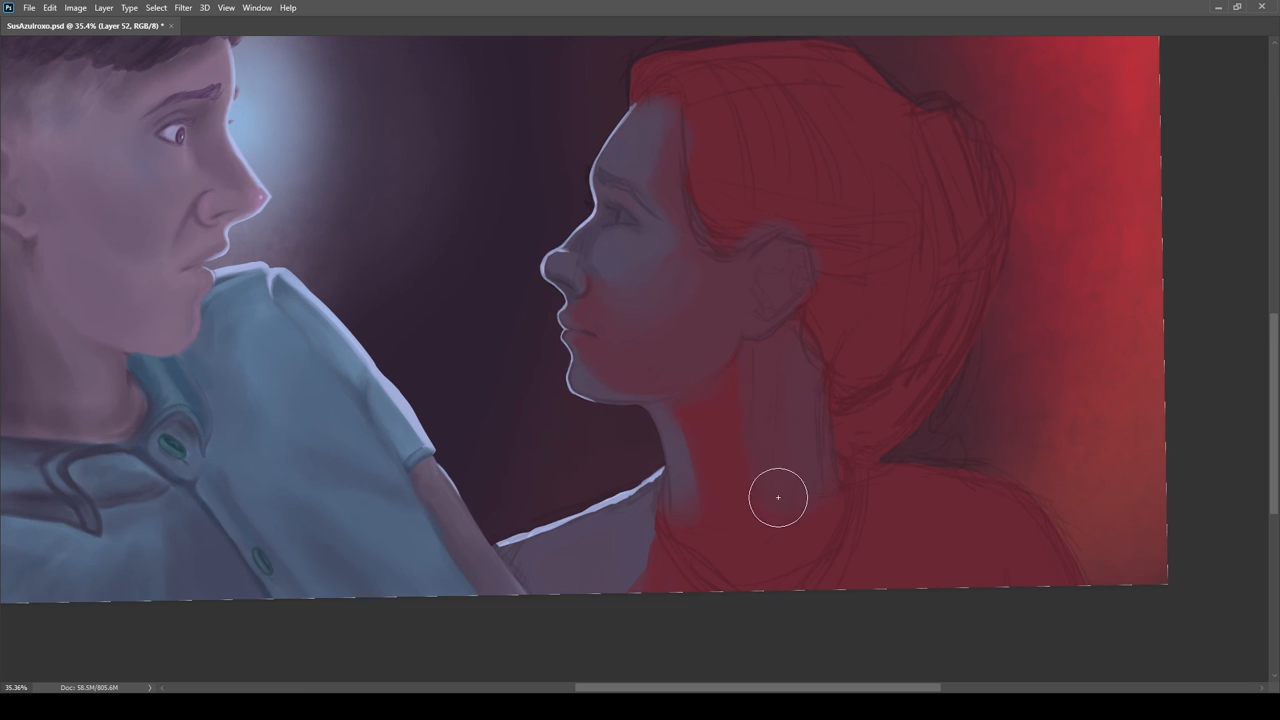 Ps File Edit Image Layer Type Select Filter 3D View Window Help
SusAzulroxo.psd @ 35.4% (Layer 52, RGB/8) *
35.36% Doc: 58.5M/805.6M